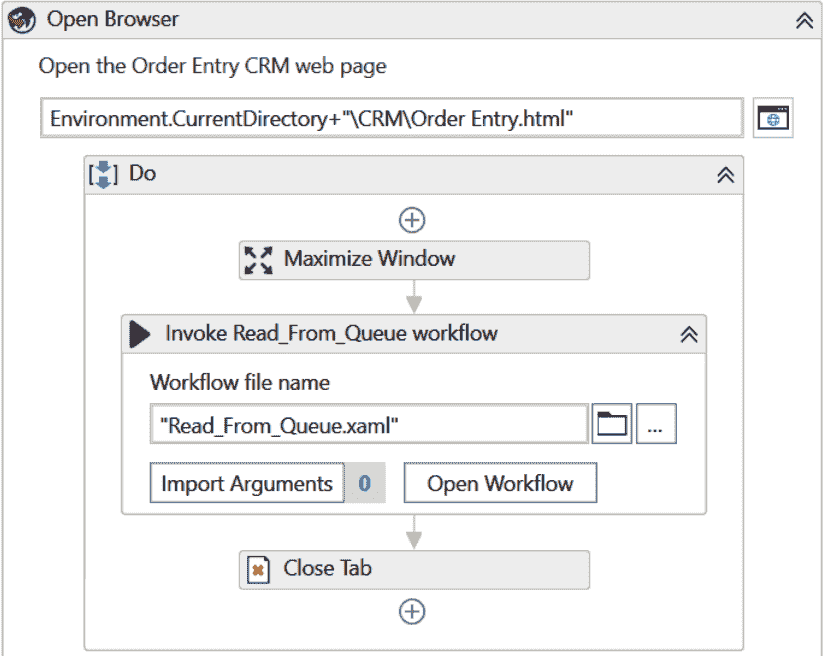 Open Browser
Open the Order Entry CRM web page
Environment.CurrentDirectory+"\CRM\Order Entry.html"
Do
Maximize Window
Invoke Read_From_Queue workflow
Workflow file name
"Read_From_Queue.xaml"
...
Import Arguments 0 Open Workflow
Close Tab